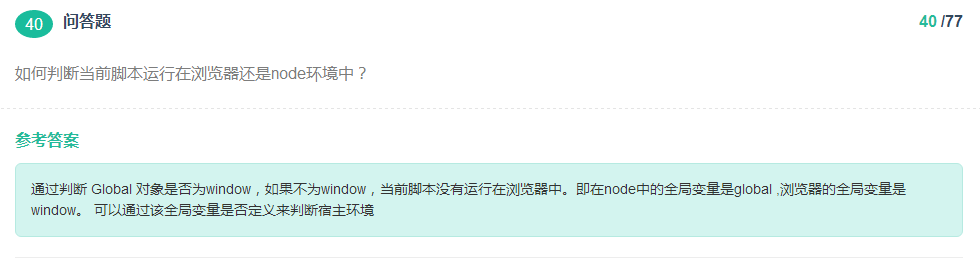 40 问答题 40 /77
如何判断当前脚本运行在浏览器还是node环境中？
参考答案
通过判断 Global 对象是否为window，如果不为window，当前脚本没有运行在浏览器中。即在node中的全局变量是global ,浏览器的全局变量是
window。 可以通过该全局变量是否定义来判断宿主环境